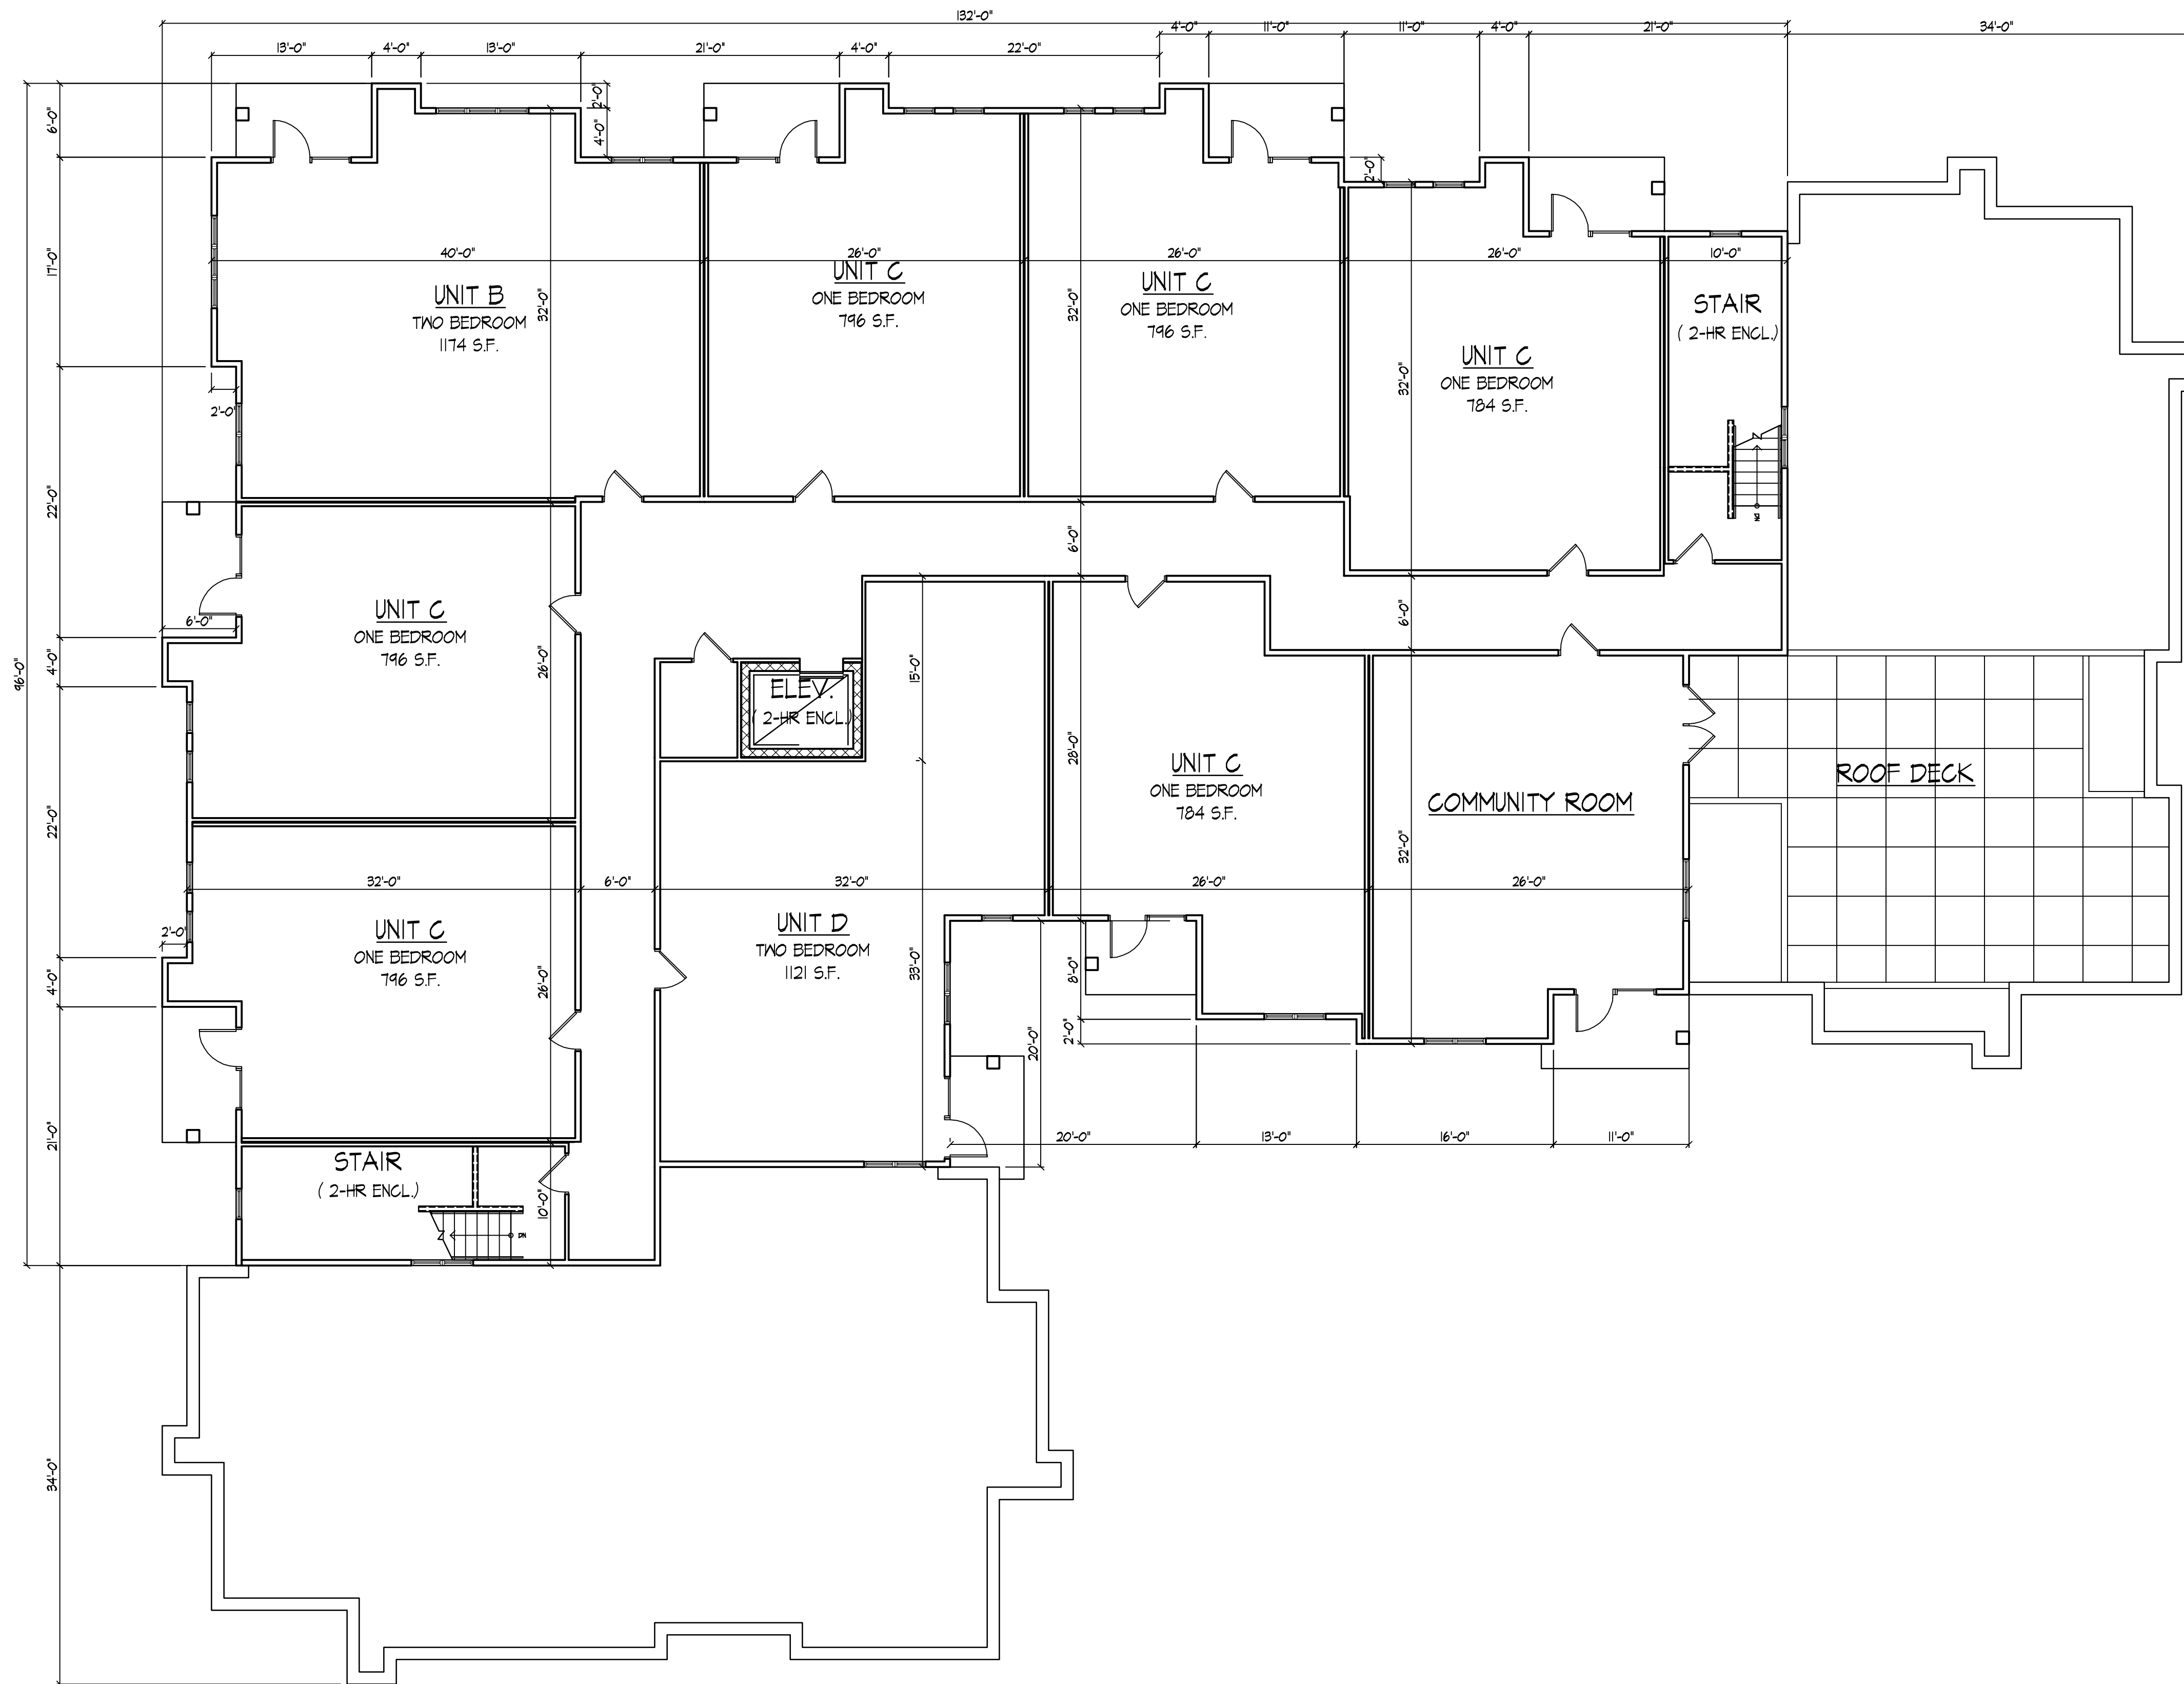 132'-0"
4'-0"
11'-0"
11'-0"
4'-0"
21'-0"
34'-0"
13'-0"
4'-0"
13'-0"
21'-0"
4'-0"
22'-0"
2'-0"
4'-0"
6'-0"
2'-0"
17'-0"
40'-0"
26'-0"
26'-0"
26'-0"
10'-0"
UNIT B
TWO BEDROOM
1174 S.F.
32'-0"
UNIT C
ONE BEDROOM
796 S.F.
UNIT C
ONE BEDROOM
796 S.F.
32'-0"
UNIT C
ONE BEDROOM
784 S.F.
32'-0"
STAIR
( 2-HR ENCL.)
DN
2'-0"
22'-0"
6'-0"
6'-0"
6'-0"
UNIT C
ONE BEDROOM
796 S.F.
26'-0"
96'-0"
4'-0"
ELEV.
( 2-HR ENCL.)
15'-0"
28'-0"
UNIT C
ONE BEDROOM
784 S.F.
COMMUNITY ROOM
ROOF DECK
22'-0"
32'-0"
32'-0"
6'-0"
32'-0"
26'-0"
26'-0"
UNIT C
ONE BEDROOM
796 S.F.
2'-0"
26'-0"
UNIT D
TWO BEDROOM
1121 S.F.
33'-0"
8'-0"
4'-0"
2'-0"
20'-0"
21'-0"
20'-0"
13'-0"
16'-0"
11'-0"
STAIR
( 2-HR ENCL.)
10'-0"
DN
34'-0"